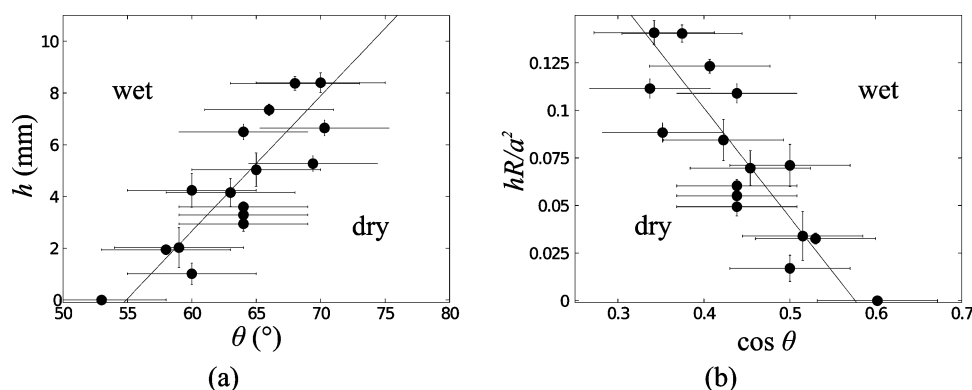 10
8
6
4
2
0
h (mm)
wet
dry
50 55 60 65 70 75 80
θ (°)
(a)
0.125
0.1
0.075
0.05
0.025
0
hR/a²
wet
dry
0.3 0.4 0.5 0.6 0.7
cos θ
(b)